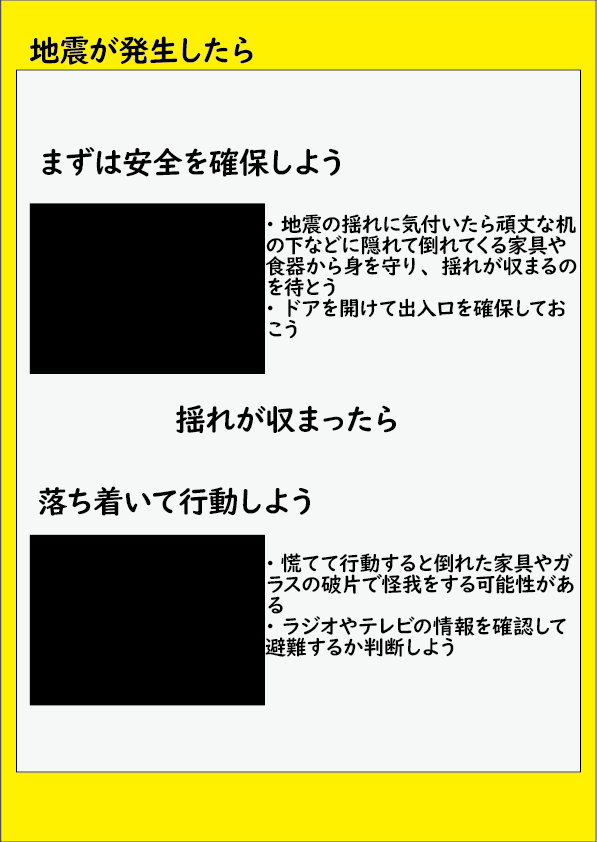 地震が発生したら
まずは安全を確保しよう
・地震の揺れに気付いたら頑丈な机
の下などに隠れて倒れてくる家具や
食器から身を守り、揺れが収まるの
を待とう
・ドアを開けて出入口を確保してお
こう
揺れが収まったら
落ち着いて行動しよう
・慌てて行動すると倒れた家具やガ
ラスの破片で怪我をする可能性があ
る
・ラジオやテレビの情報を確認して
避難するか判断しよう